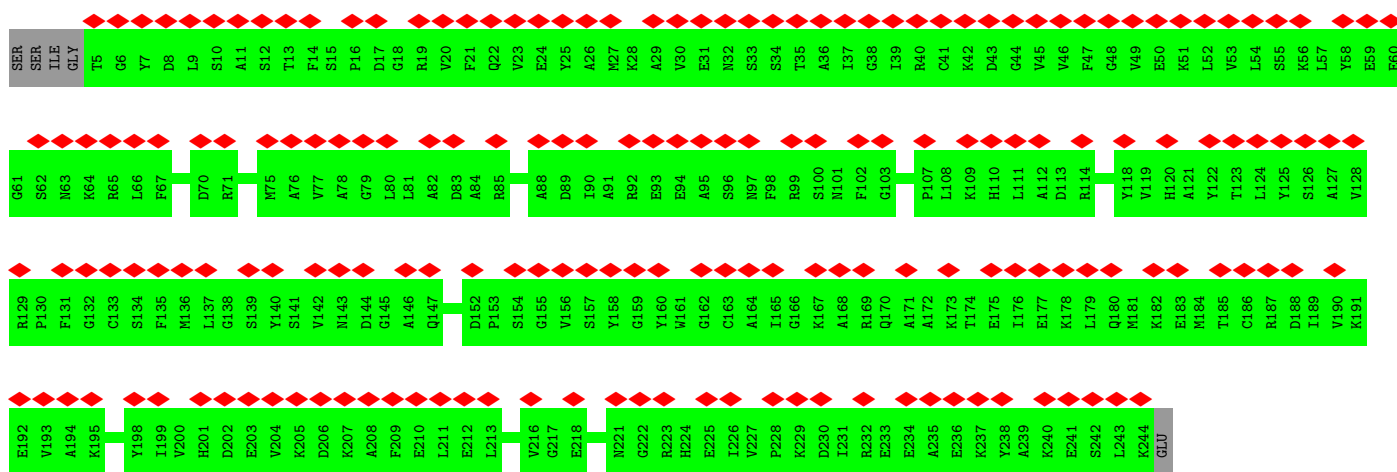 SER SER ILE GLY T5 G6 Y7 D8 L9 S10 A11 S12 T13 F14 S15 P16 D17 G18 R19 V20 F21 Q22 V23 E24 Y25 A26 M27 K28 A29 V30 E31 N32 S33 S34 T35 A36 I37 G38 I39 R40 C41 K42 D43 G44 V45 V46 F47 G48 V49 E50 K51 L52 V53 L54 S55 K56 L57 Y58 E59 E60
G61 S62 N63 K64 R65 L66 F67 D70 R71 M75 A76 V77 A78 G79 L80 L81 A82 D83 A84 R85 A88 D89 I90 A91 R92 E93 E94 A95 S96 N97 F98 R99 S100 N101 F102 G103 P107 L108 K109 H110 L111 A112 D113 R114 Y118 V119 H120 A121 Y122 T123 L124 Y125 S126 A127 V128
R129 P130 F131 G132 C133 S134 F135 M136 L137 G138 S139 Y140 S141 V142 N143 D144 G145 A146 Q147 D152 P153 S154 G155 V156 S157 Y158 G159 Y160 W161 G162 C163 A164 I165 G166 K167 A168 R169 Q170 A171 A172 K173 T174 E175 I176 E177 K178 L179 Q180 M181 K182 E183 M184 T185 C186 R187 D188 I189 V190 K191
E192 V193 A194 K195 Y198 I199 V200 H201 D202 E203 V204 K205 D206 K207 A208 F209 E210 L211 E212 L213 V216 G217 E218 N221 G222 R223 H224 E225 I226 V227 P228 K229 D230 I231 R232 E233 E234 A235 E236 K237 Y238 A239 K240 E241 S242 L243 K244 GLU